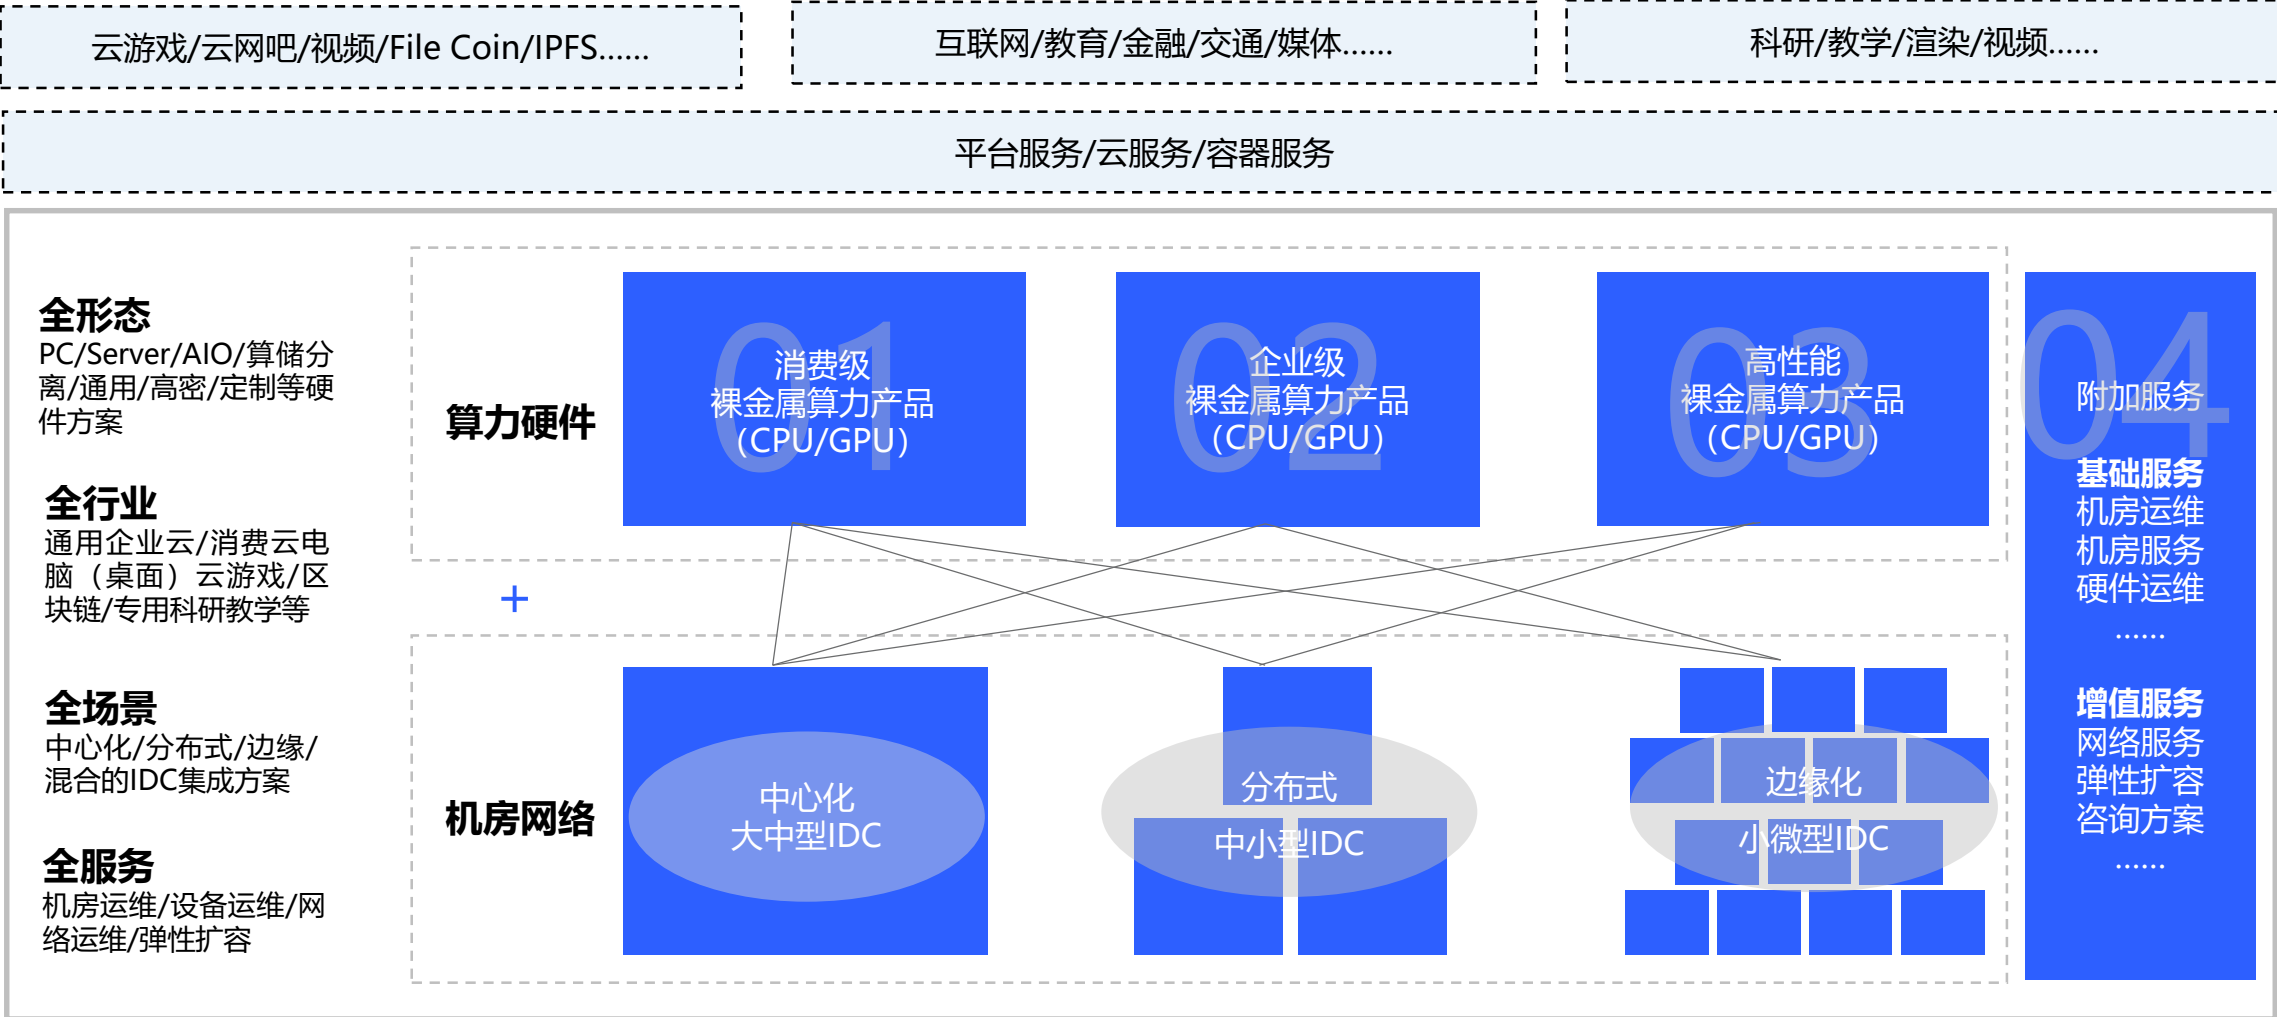 云游戏/云网吧/视频/File Coin/IPFS……
互联网/教育/金融/交通/媒体……
科研/教学/渲染/视频……
平台服务/云服务/容器服务
全形态
PC/Server/AIO/算储分
离/通用/高密/定制等硬
件方案
全行业
通用企业云/消费云电
脑（桌面）云游戏/区
块链/专用科研教学等
全场景
中心化/分布式/边缘/
混合的IDC集成方案
全服务
机房运维/设备运维/网
络运维/弹性扩容
算力硬件
01
消费级
裸金属算力产品
（CPU/GPU）
02
企业级
裸金属算力产品
（CPU/GPU）
03
高性能
裸金属算力产品
（CPU/GPU）
+
机房网络
中心化
大中型IDC
分布式
中小型IDC
边缘化
小微型IDC
04
附加服务
基础服务
机房运维
机房服务
硬件运维
……
增值服务
网络服务
弹性扩容
咨询方案
……